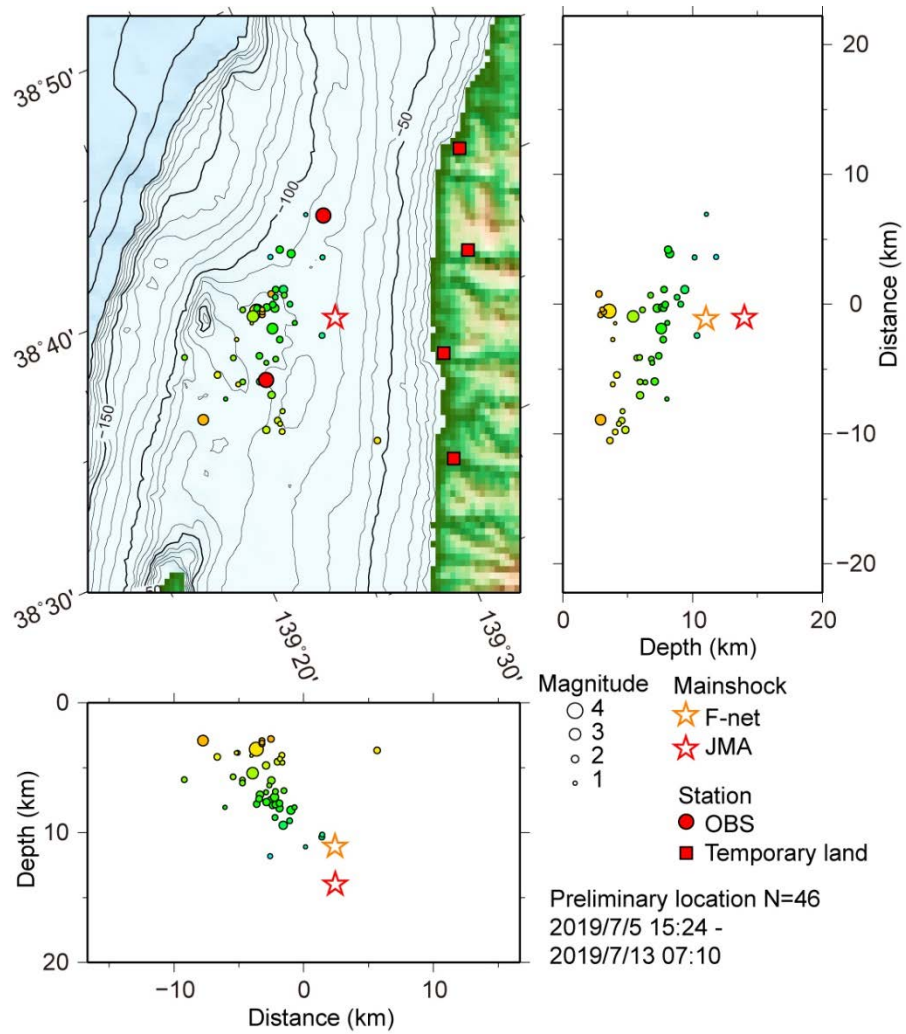 38°50'
38°40'
38°30'
139°20'
139°30'
−50
−100
−150
20
10
0
−10
−20
Distance (km)
0
10
20
Depth (km)
0
5
10
15
20
Depth (km)
−10
0
10
Distance (km)
Magnitude
4
3
2
1
Mainshock
F-net
JMA
Station
OBS
Temporary land
Preliminary location N=46
2019/7/5 15:24 -
2019/7/13 07:10